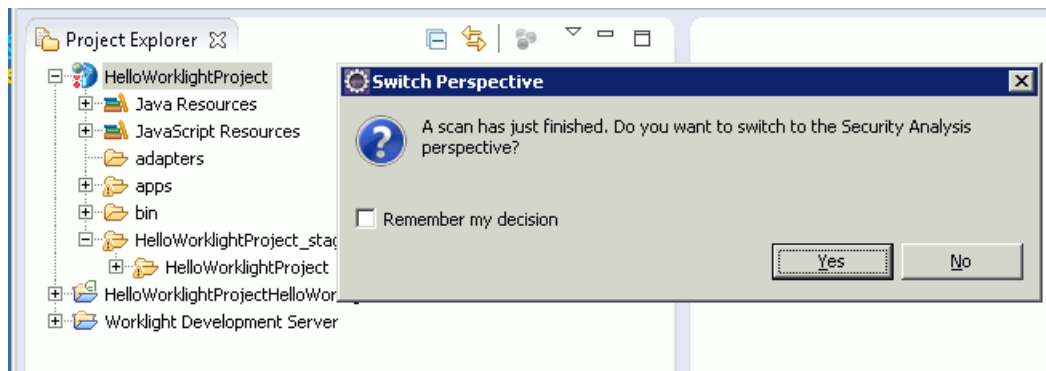 Project Explorer
HelloWorklightProject
Java Resources
JavaScript Resources
adapters
apps
bin
HelloWorklightProject_stag
HelloWorklightProject
HelloWorklightProjectHelloWor
Worklight Development Server
Switch Perspective
A scan has just finished. Do you want to switch to the Security Analysis
perspective?
Remember my decision
Yes
No